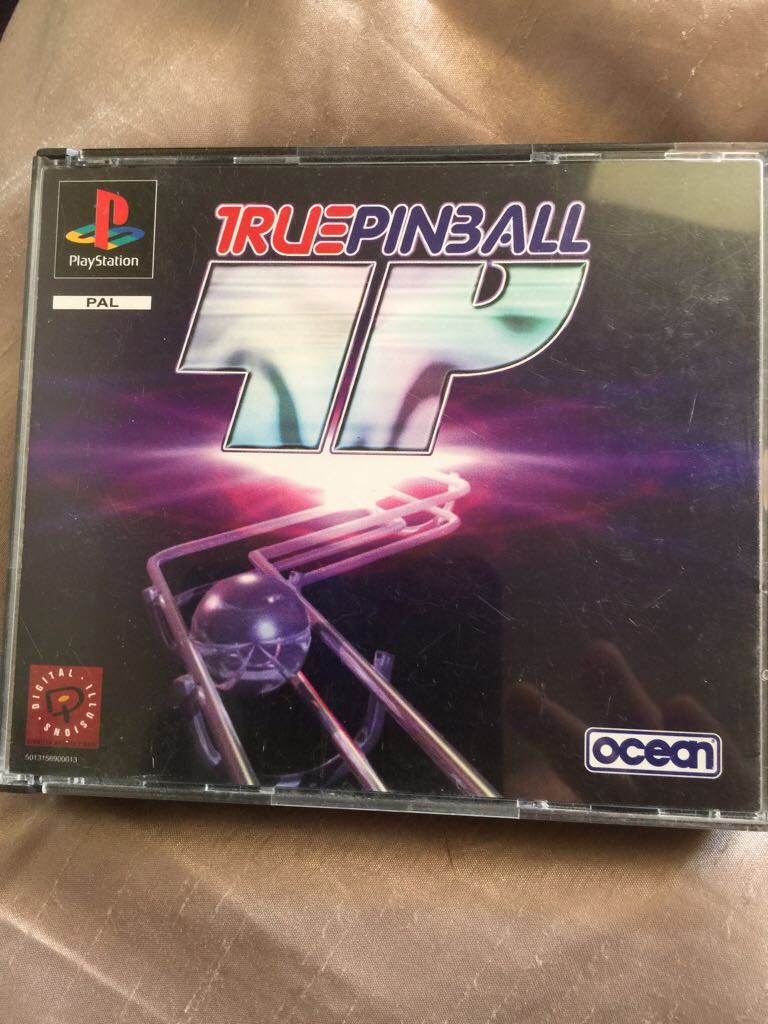 PlayStation
PAL
TRUEPINBALL
TP
DIGITAL · ILLUSIONS ·
5013156900013
ocean